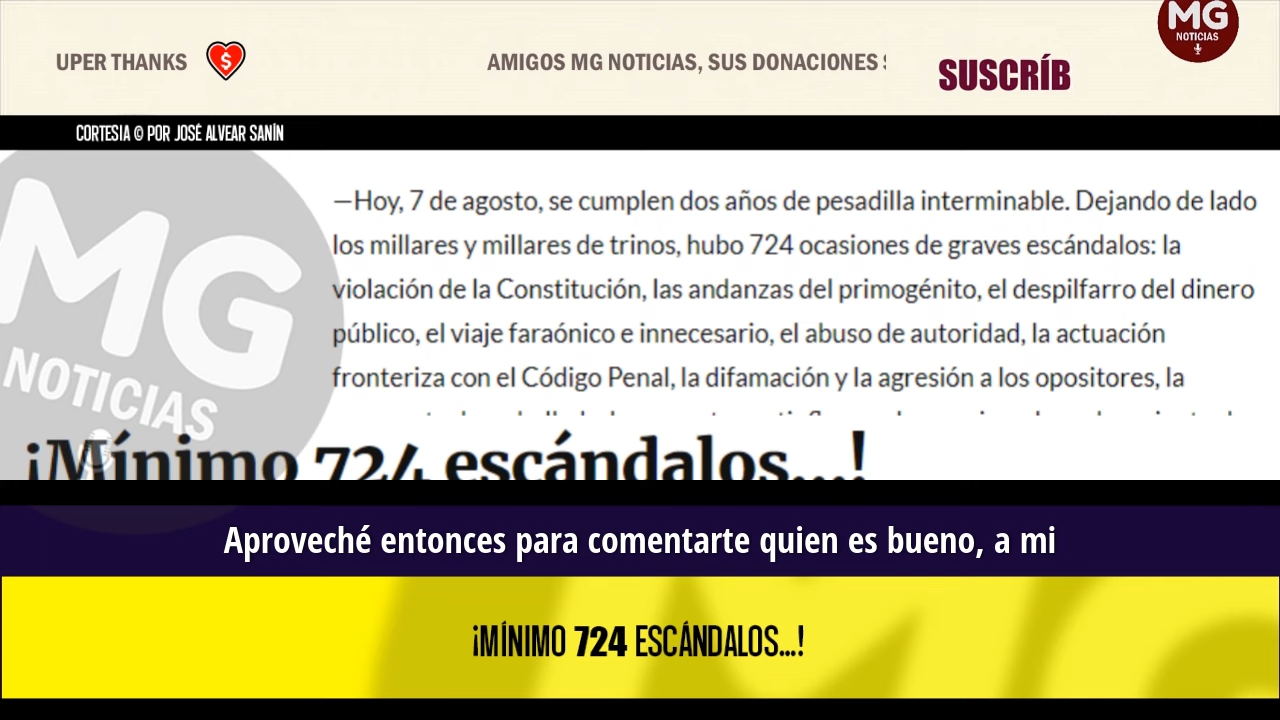 UPER THANKS
AMIGOS MG NOTICIAS, SUS DONACIONES
SUSCRÍB
MG
NOTICIAS
CORTESIA © POR JOSÉ ALVEAR SANÍN
MG
NOTICIAS
—Hoy, 7 de agosto, se cumplen dos años de pesadilla interminable. Dejando de lado
los millares y millares de trinos, hubo 724 ocasiones de graves escándalos: la
violación de la Constitución, las andanzas del primogénito, el despilfarro del dinero
público, el viaje faraónico e innecesario, el abuso de autoridad, la actuación
fronteriza con el Código Penal, la difamación y la agresión a los opositores, la
¡Mínimo 724 escándalos...!
Aproveché entonces para comentarte quien es bueno, a mi
¡MÍNIMO 724 ESCÁNDALOS...!